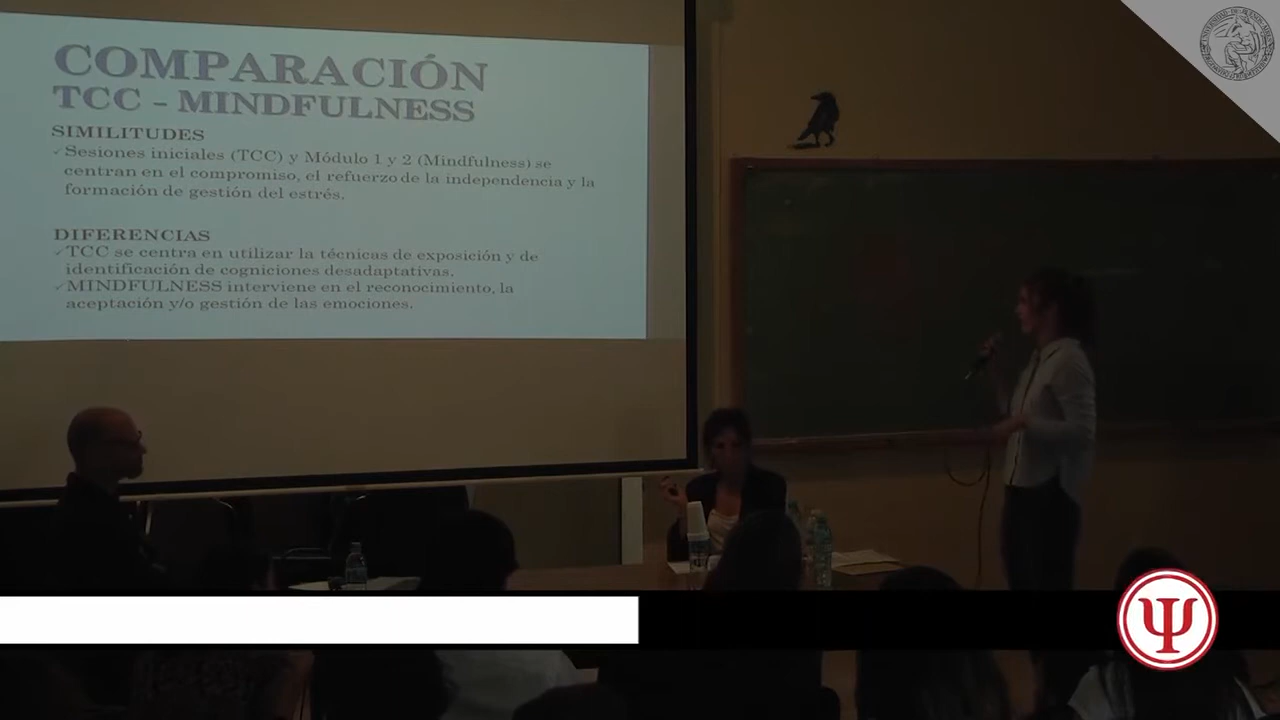 COMPARACIÓN
TCC – MINDFULNESS
SIMILITUDES
✓Sesiones iniciales (TCC) y Módulo 1 y 2 (Mindfulness) se
centran en el compromiso, el refuerzo de la independencia y la
formación de gestión del estrés.
DIFERENCIAS
✓TCC se centra en utilizar la técnicas de exposición y de
identificación de cogniciones desadaptativas.
✓MINDFULNESS interviene en el reconocimiento, la
aceptación y/o gestión de las emociones.
Ψ